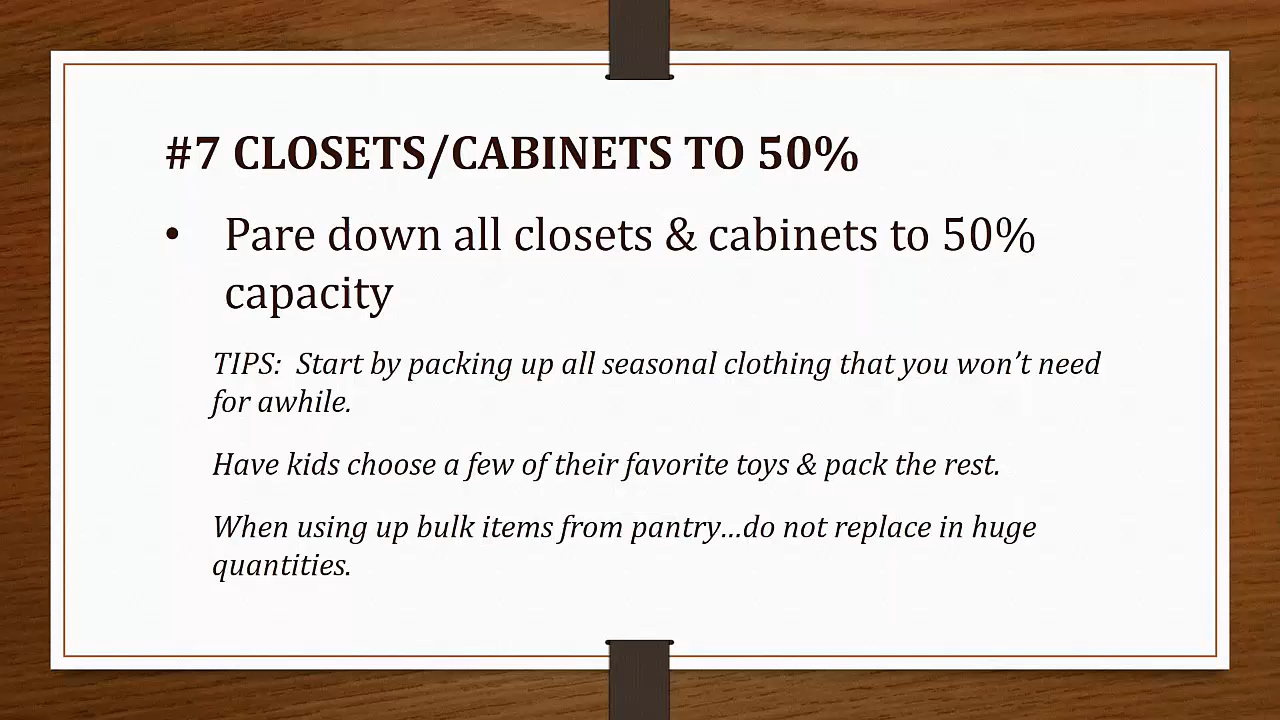 #7 CLOSETS/CABINETS TO 50%
• Pare down all closets & cabinets to 50%
capacity
TIPS:  Start by packing up all seasonal clothing that you won’t need
for awhile.
Have kids choose a few of their favorite toys & pack the rest.
When using up bulk items from pantry…do not replace in huge
quantities.